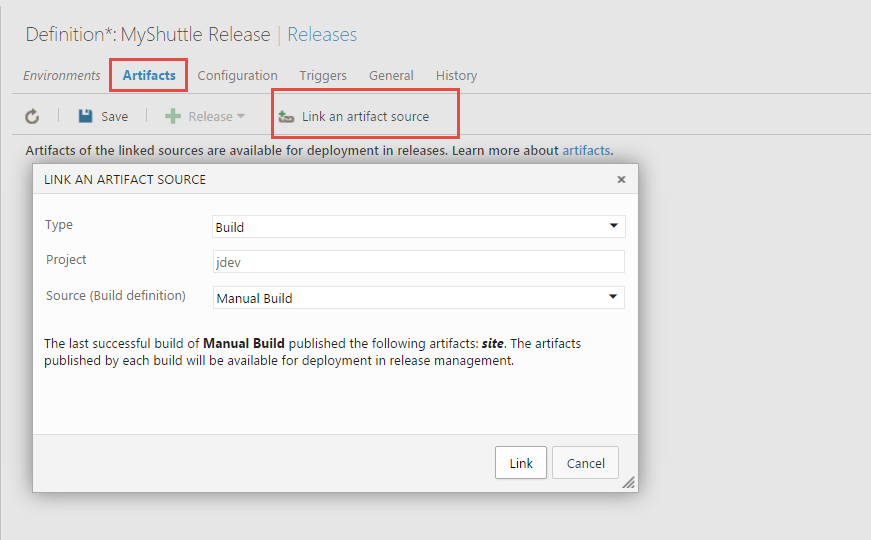 Definition*: MyShuttle Release | Releases
Environments Artifacts Configuration Triggers General History
Save Release Link an artifact source
Artifacts of the linked sources are available for deployment in releases. Learn more about artifacts.
LINK AN ARTIFACT SOURCE
Type Build
Project jdev
Source (Build definition) Manual Build
The last successful build of Manual Build published the following artifacts: site. The artifacts
published by each build will be available for deployment in release management.
Link Cancel